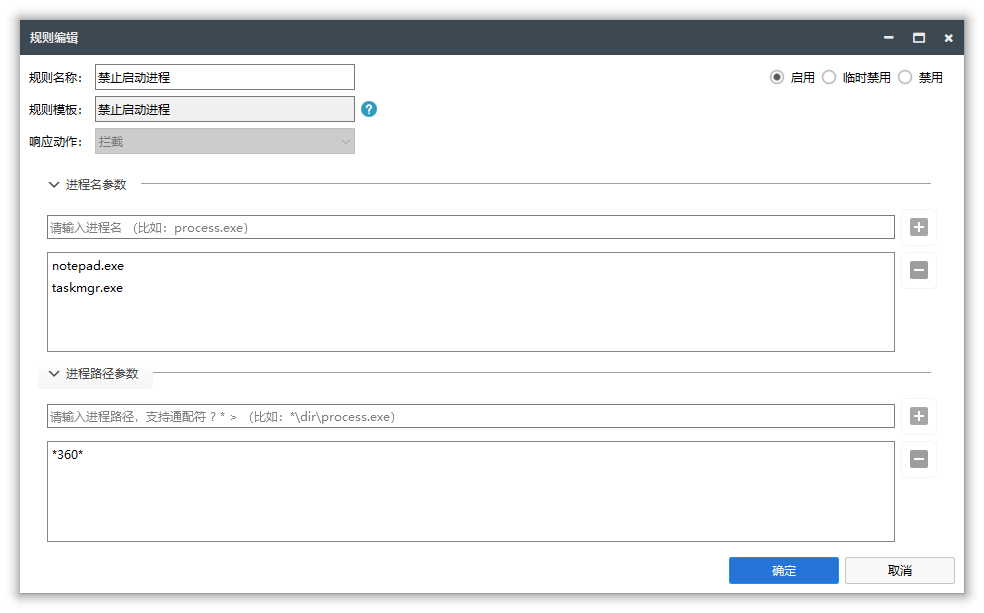 规则编辑
规则名称： 禁止启动进程 启用 临时禁用 禁用
规则模板： 禁止启动进程 ?
响应动作： 拦截
进程名参数
请输入进程名 （比如：process.exe）
notepad.exe
taskmgr.exe
进程路径参数
请输入进程路径，支持通配符 ? * > （比如：*\dir\process.exe）
*360*
确定 取消